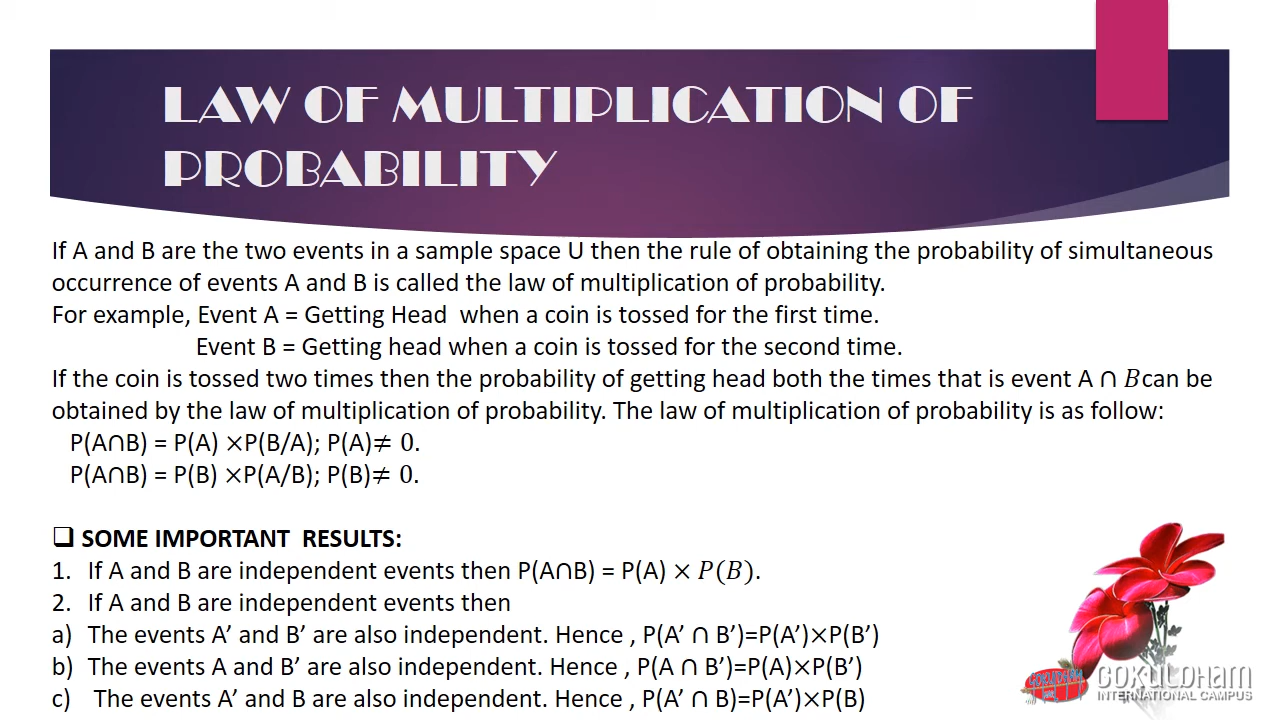 LAW OF MULTIPLICATION OF
PROBABILITY
If A and B are the two events in a sample space U then the rule of obtaining the probability of simultaneous
occurrence of events A and B is called the law of multiplication of probability.
For example, Event A = Getting Head when a coin is tossed for the first time.
Event B = Getting head when a coin is tossed for the second time.
If the coin is tossed two times then the probability of getting head both the times that is event A ∩ 𝐵can be
obtained by the law of multiplication of probability. The law of multiplication of probability is as follow:
P(A∩B) = P(A) ×P(B/A); P(A)≠ 0.
P(A∩B) = P(B) ×P(A/B); P(B)≠ 0.
❑ SOME IMPORTANT RESULTS:
1. If A and B are independent events then P(A∩B) = P(A) × 𝑃(𝐵).
2. If A and B are independent events then
a) The events A’ and B’ are also independent. Hence , P(A’ ∩ B’)=P(A’)×P(B’)
b) The events A and B’ are also independent. Hence , P(A ∩ B’)=P(A)×P(B’)
c) The events A’ and B are also independent. Hence , P(A’ ∩ B)=P(A’)×P(B)
GOKULDHAM
INTERNATIONAL CAMPUS